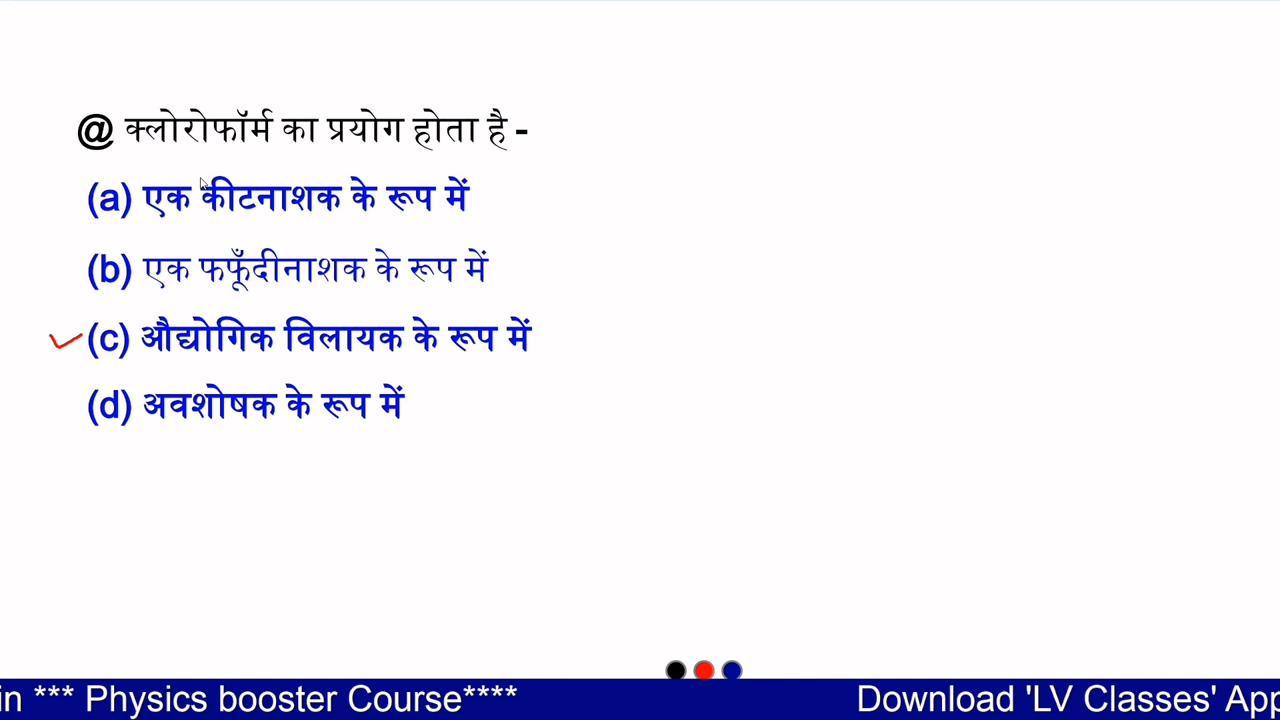 @ क्लोरोफॉर्म का प्रयोग होता है -
(a) एक कीटनाशक के रूप में
(b) एक फफूँदीनाशक के रूप में
(c) औद्योगिक विलायक के रूप में
(d) अवशोषक के रूप में
in *** Physics booster Course**** Download 'LV Classes' App